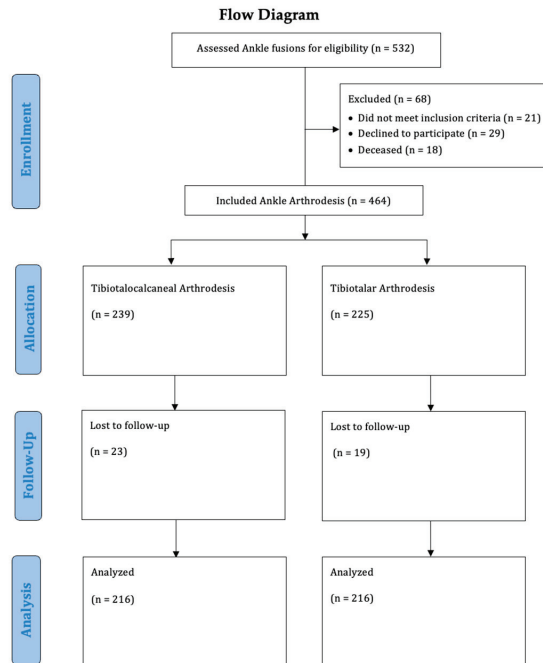 Flow Diagram
Assessed Ankle fusions for eligibility (n = 532)
Enrollment
Excluded (n = 68)
• Did not meet inclusion criteria (n = 21)
• Declined to participate (n = 29)
• Deceased (n = 18)
Included Ankle Arthrodesis (n = 464)
Allocation
Tibiotalocalcaneal Arthrodesis
(n = 239)
Tibiotalar Arthrodesis
(n = 225)
Follow-Up
Lost to follow-up
(n = 23)
Lost to follow-up
(n = 19)
Analysis
Analyzed
(n = 216)
Analyzed
(n = 216)